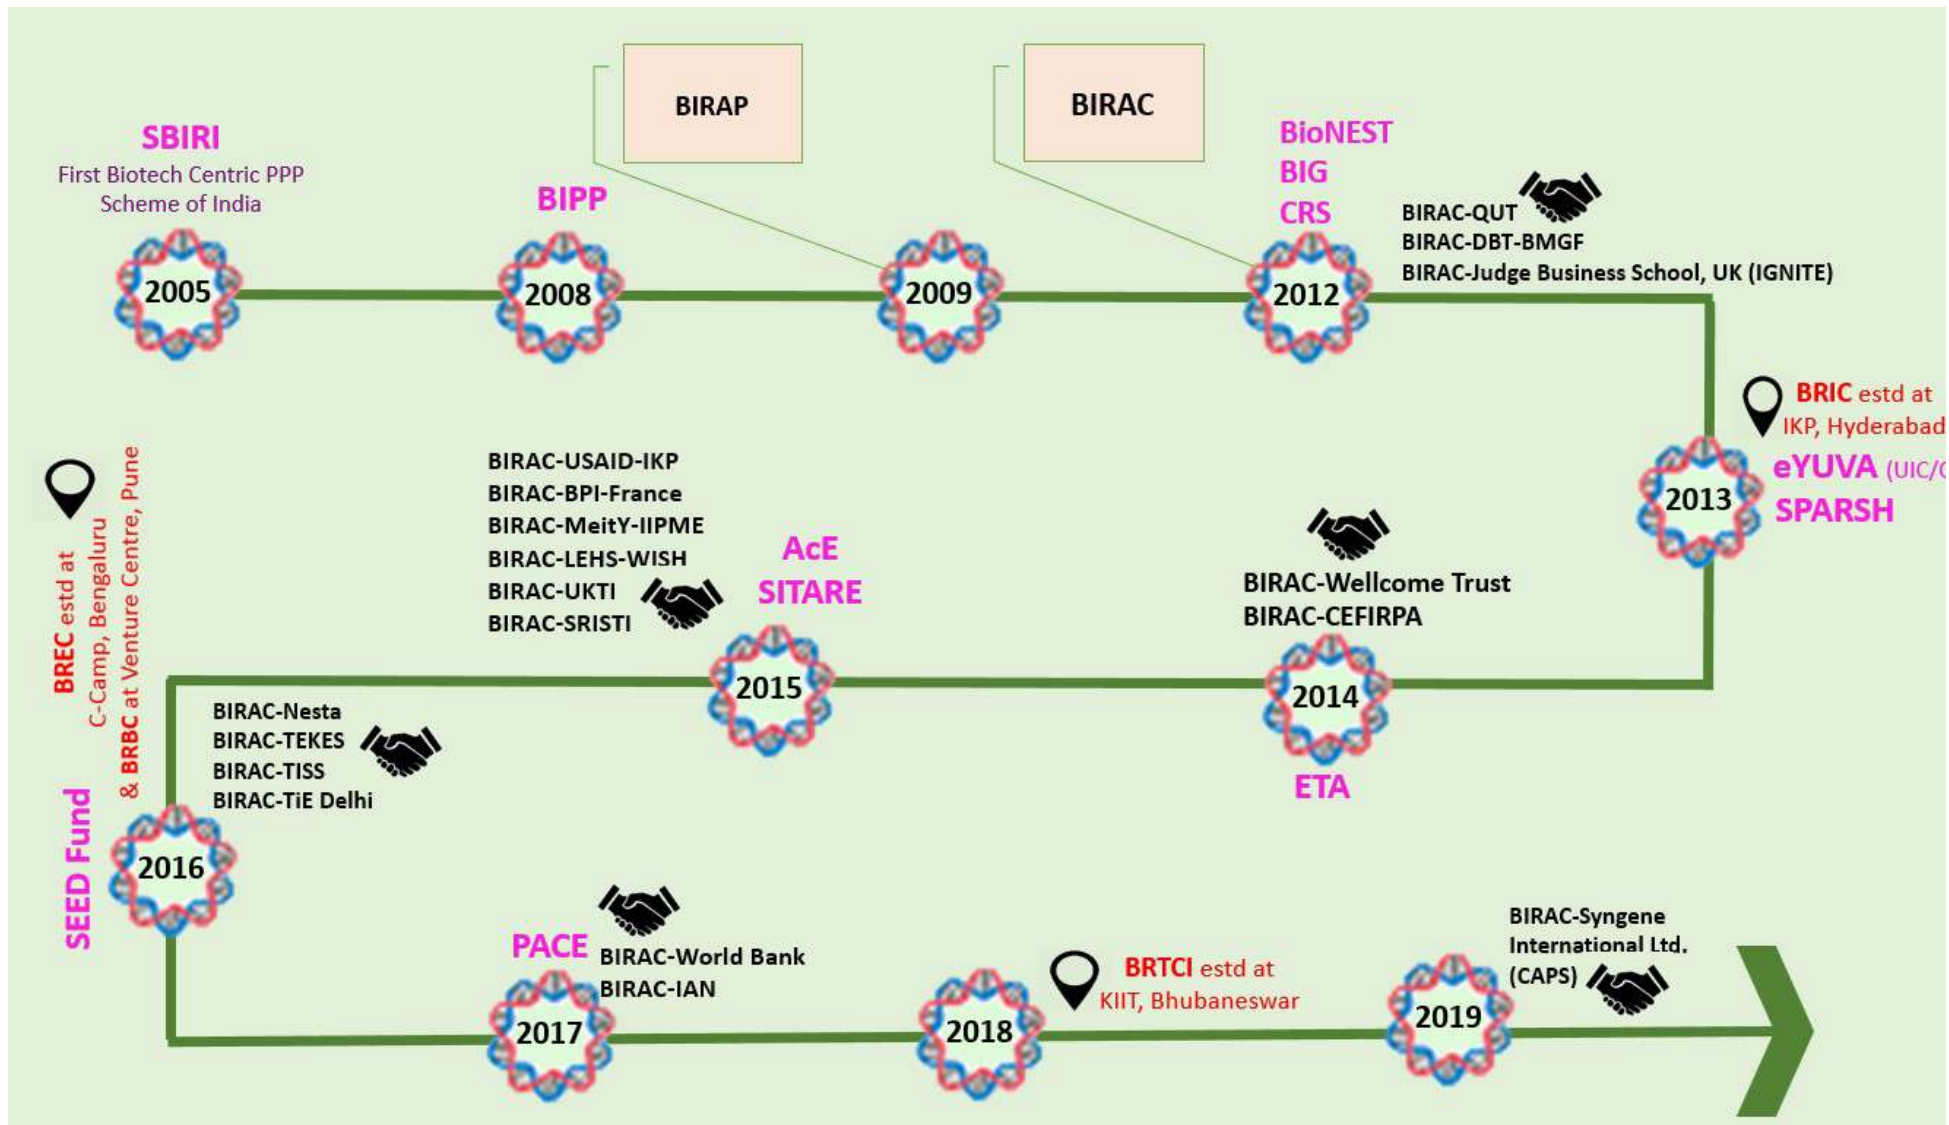 BIRAP
BIRAC
SBIRI
First Biotech Centric PPP
Scheme of India
2005
BIPP
2008
2009
BioNEST
BIG
CRS
2012
BIRAC-QUT
BIRAC-DBT-BMGF
BIRAC-Judge Business School, UK (IGNITE)
BRIC estd at
IKP, Hyderabad
eYUVA (UIC/
SPARSH
2013
BIRAC-Wellcome Trust
BIRAC-CEFIRPA
2014
ETA
BIRAC-USAID-IKP
BIRAC-BPI-France
BIRAC-MeitY-IIPME
BIRAC-LEHS-WISH
BIRAC-UKTI
BIRAC-SRISTI
AcE
SITARE
2015
BREC estd at
C-Camp, Bengaluru
& BRBC at Venture Centre, Pune
BIRAC-Nesta
BIRAC-TEKES
BIRAC-TISS
BIRAC-TiE Delhi
SEED Fund
2016
PACE
BIRAC-World Bank
BIRAC-IAN
2017
2018
BRTCI estd at
KIIT, Bhubaneswar
2019
BIRAC-Syngene
International Ltd.
(CAPS)